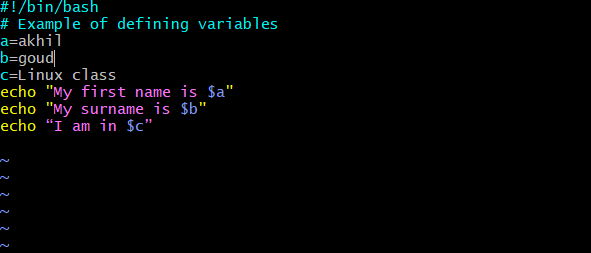 #!/bin/bash
# Example of defining variables
a=akhil
b=goud
c=Linux class
echo "My first name is $a"
echo "My surname is $b"
echo “I am in $c”
~
~
~
~
~
~